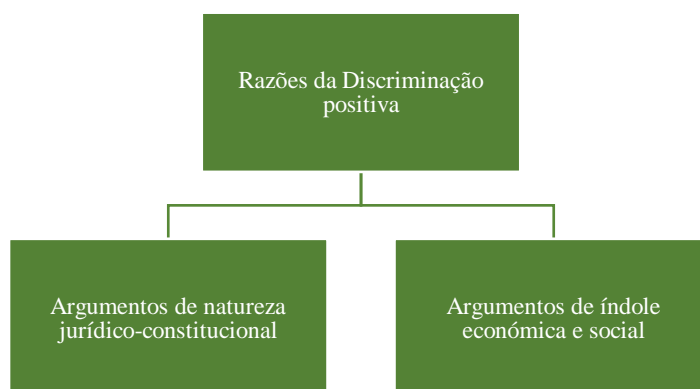 Razões da Discriminação
positiva
Argumentos de natureza
jurídico-constitucional
Argumentos de índole
económica e social